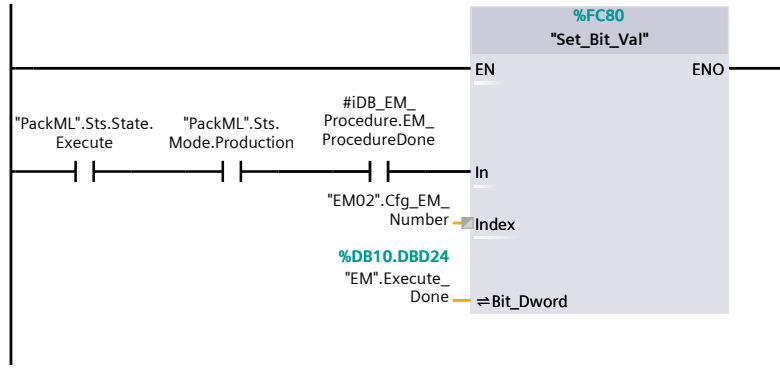 %FC80
"Set_Bit_Val"
EN
ENO
"PackML".Sts.State.
Execute
"PackML".Sts.
Mode.Production
#iDB_EM_
Procedure.EM_
ProcedureDone
In
"EM02".Cfg_EM_
Number
Index
%DB10.DBD24
"EM".Execute_
Done
⇌Bit_Dword